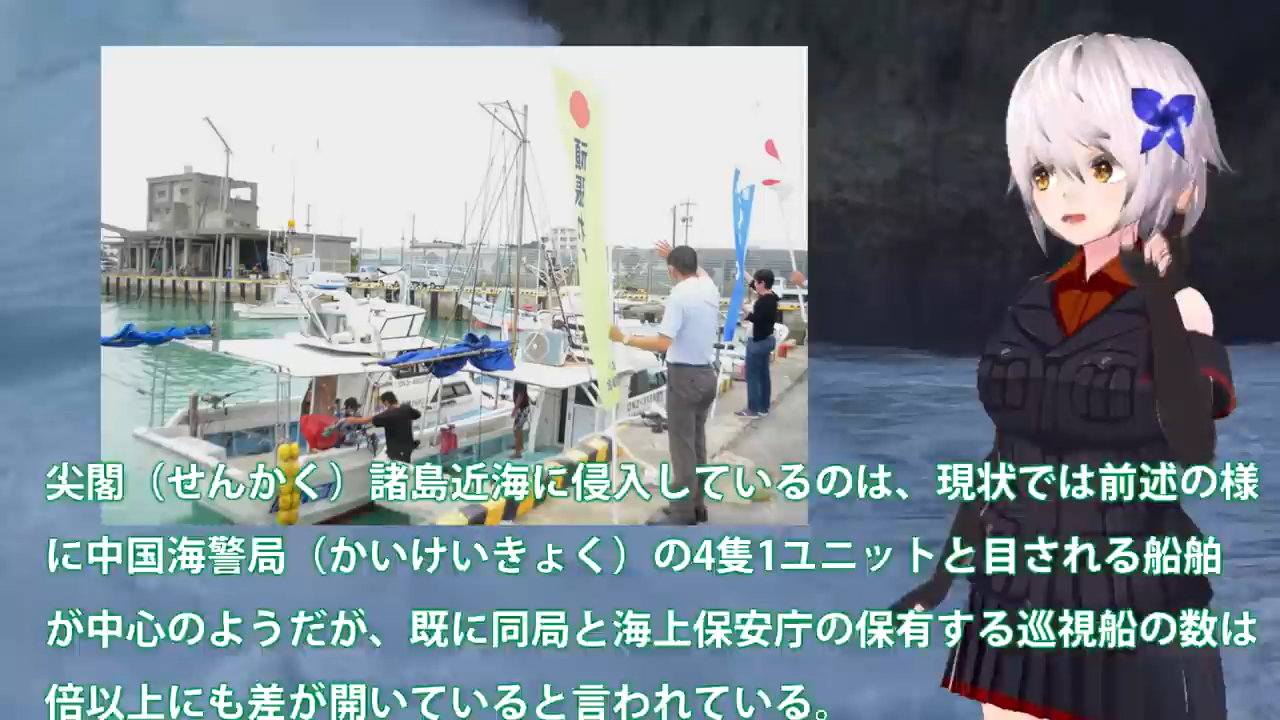 頑張れ
尖閣（せんかく）諸島近海に侵入しているのは、現状では前述の様
に中国海警局（かいけいきょく）の4隻1ユニットと目される船舶
が中心のようだが、既に同局と海上保安庁の保有する巡視船の数は
倍以上にも差が開いていると言われている。